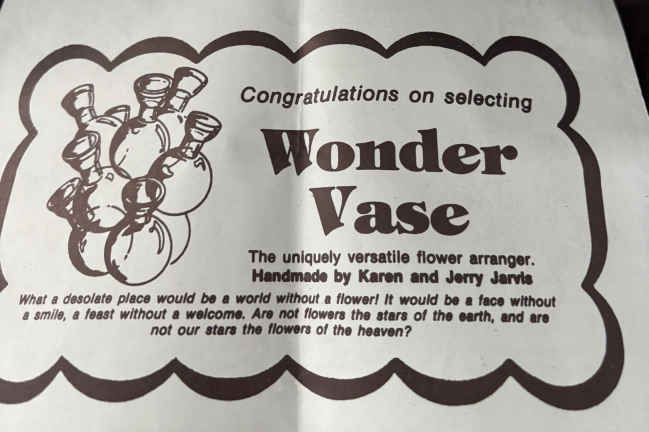 Congratulations on selecting
Wonder
Vase
The uniquely versatile flower arranger.
Handmade by Karen and Jerry Jarvis
What a desolate place would be a world without a flower! It would be a face without
a smile, a feast without a welcome. Are not flowers the stars of the earth, and are
not our stars the flowers of the heaven?